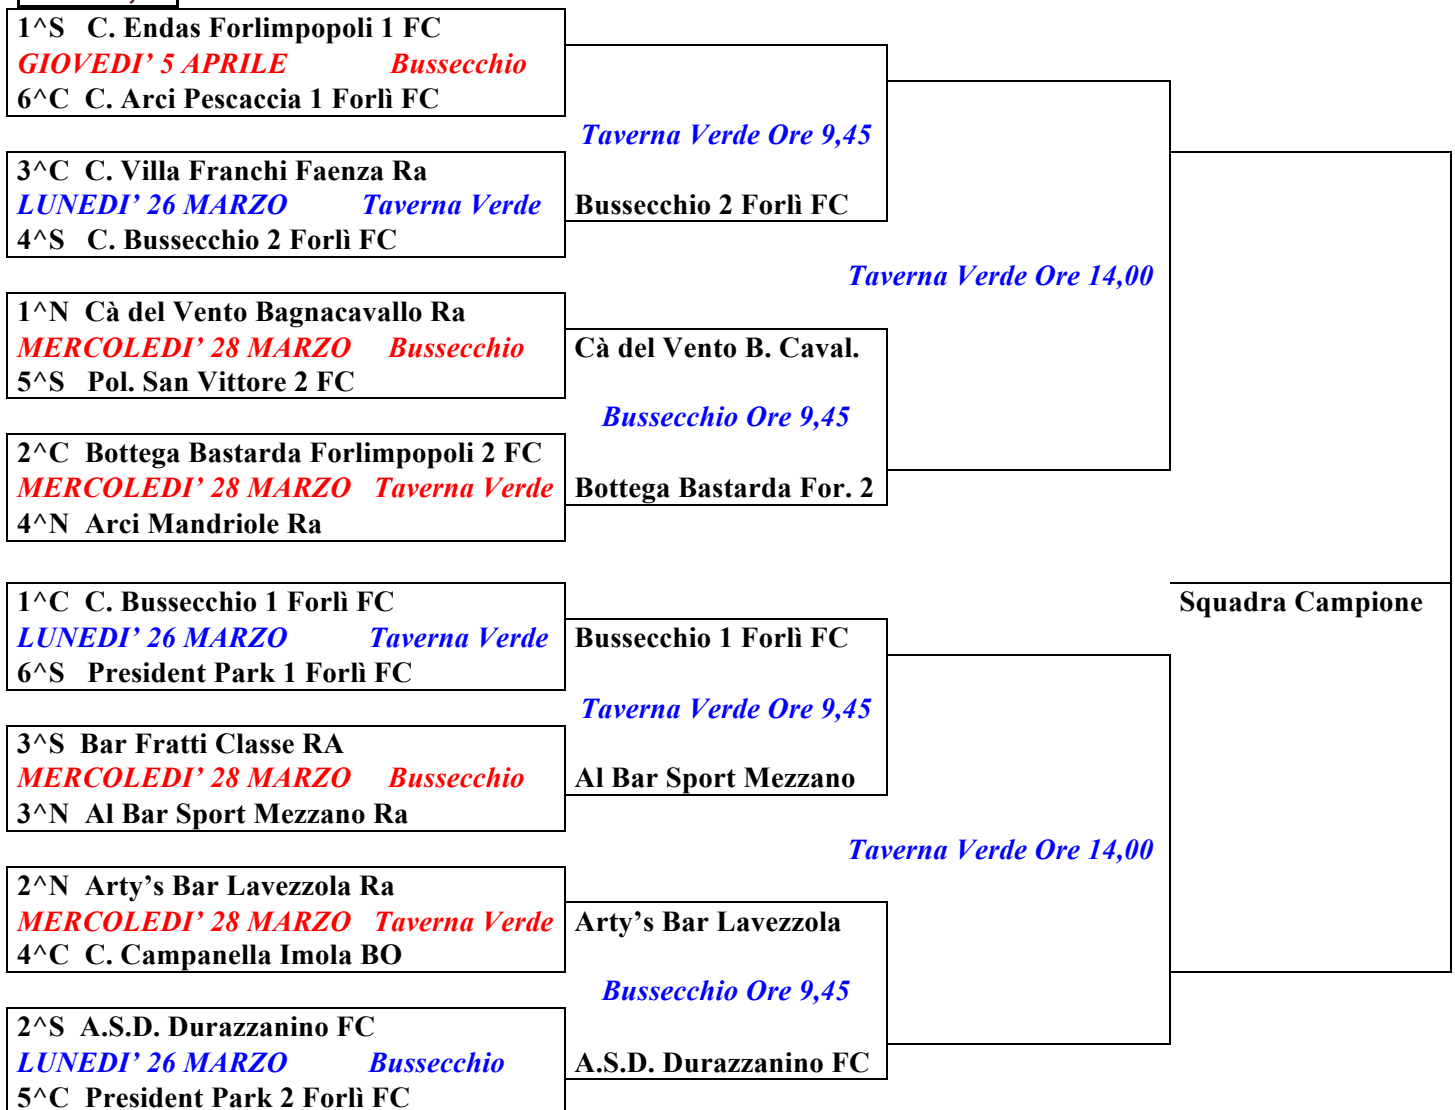 1^S C. Endas Forlimpopoli 1 FC
GIOVEDI’ 5 APRILE Bussecchio
6^C C. Arci Pescaccia 1 Forlì FC
Taverna Verde Ore 9,45
3^C C. Villa Franchi Faenza Ra
LUNEDI’ 26 MARZO Taverna Verde
Bussecchio 2 Forlì FC
4^S C. Bussecchio 2 Forlì FC
Taverna Verde Ore 14,00
1^N Cà del Vento Bagnacavallo Ra
MERCOLEDI’ 28 MARZO Bussecchio
Cà del Vento B. Caval.
5^S Pol. San Vittore 2 FC
Bussecchio Ore 9,45
2^C Bottega Bastarda Forlimpopoli 2 FC
MERCOLEDI’ 28 MARZO Taverna Verde
Bottega Bastarda For. 2
4^N Arci Mandriole Ra
1^C C. Bussecchio 1 Forlì FC
Squadra Campione
LUNEDI’ 26 MARZO Taverna Verde
Bussecchio 1 Forlì FC
6^S President Park 1 Forlì FC
Taverna Verde Ore 9,45
3^S Bar Fratti Classe RA
MERCOLEDI’ 28 MARZO Bussecchio
Al Bar Sport Mezzano
3^N Al Bar Sport Mezzano Ra
Taverna Verde Ore 14,00
2^N Arty’s Bar Lavezzola Ra
MERCOLEDI’ 28 MARZO Taverna Verde
Arty’s Bar Lavezzola
4^C C. Campanella Imola BO
Bussecchio Ore 9,45
2^S A.S.D. Durazzanino FC
LUNEDI’ 26 MARZO Bussecchio
A.S.D. Durazzanino FC
5^C President Park 2 Forlì FC